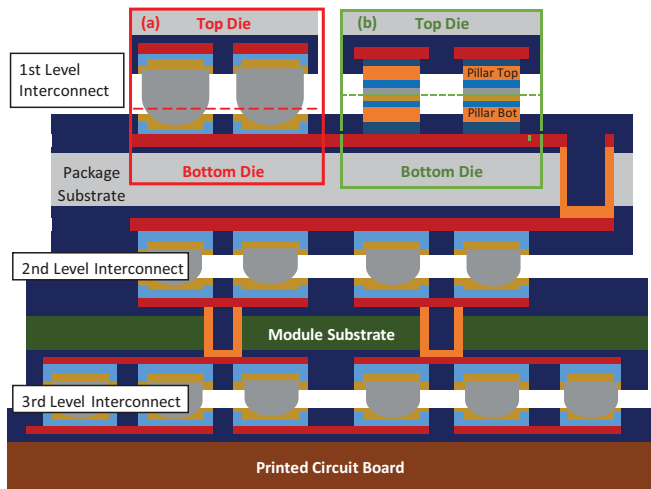 (a)
Top Die
(b)
Top Die
1st Level
Interconnect
Pillar Top
Pillar Bot
Bottom Die
Bottom Die
Package
Substrate
2nd Level Interconnect
Module Substrate
3rd Level Interconnect
Printed Circuit Board